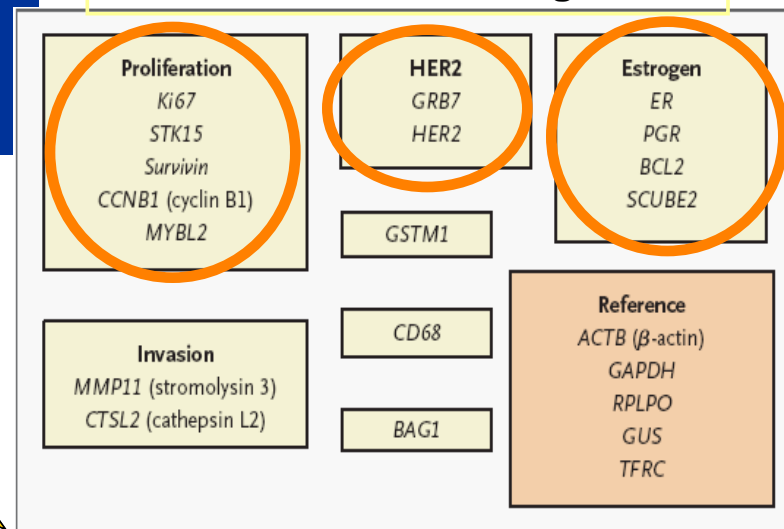 Proliferation
Ki67
STK15
Survivin
CCNB1 (cyclin B1)
MYBL2
HER2
GRB7
HER2
Estrogen
ER
PGR
BCL2
SCUBE2
GSTM1
CD68
BAG1
Invasion
MMP11 (stromolysin 3)
CTSL2 (cathepsin L2)
Reference
ACTB (β-actin)
GAPDH
RPLPO
GUS
TFRC